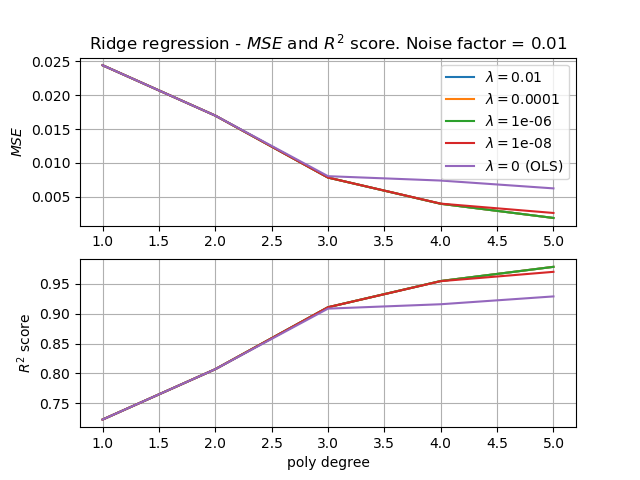 Ridge regression - MSE and R² score. Noise factor = 0.01
0.025
0.020
0.015
0.010
0.005
MSE
λ = 0.01
λ = 0.0001
λ = 1e-06
λ = 1e-08
λ = 0 (OLS)
1.0 1.5 2.0 2.5 3.0 3.5 4.0 4.5 5.0
0.95
0.90
0.85
0.80
0.75
R² score
1.0 1.5 2.0 2.5 3.0 3.5 4.0 4.5 5.0
poly degree